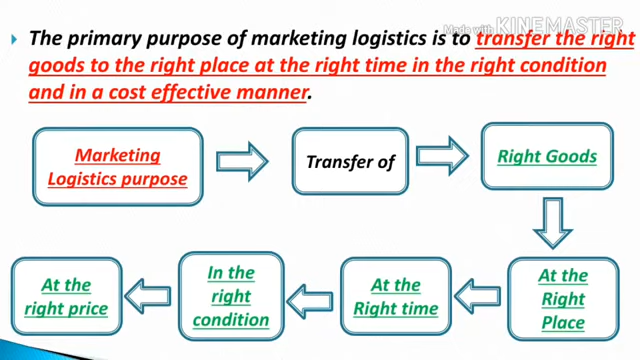 Made with KINEMASTER
The primary purpose of marketing logistics is to transfer the right
goods to the right place at the right time in the right condition
and in a cost effective manner.
Marketing
Logistics purpose
Transfer of
Right Goods
At the
Right
Place
At the
Right time
In the
right
condition
At the
right price